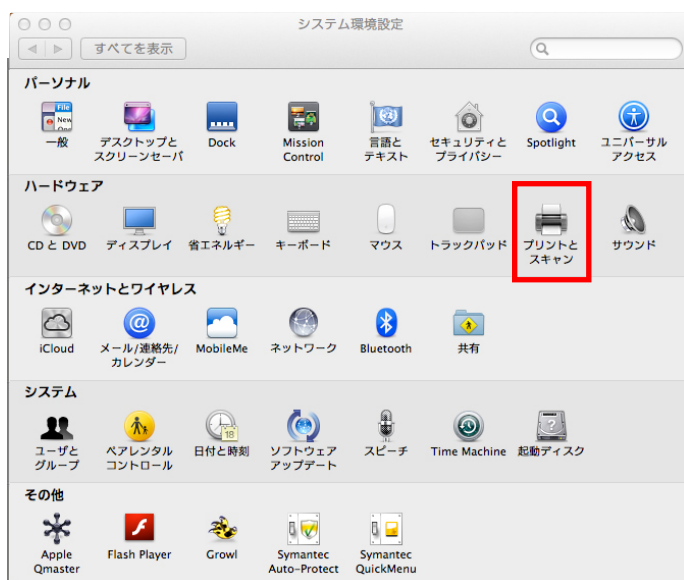 システム環境設定
すべてを表示
パーソナル
File
New
一般
デスクトップと
スクリーンセーバ
Dock
Mission
Control
言語と
テキスト
セキュリティと
プライバシー
Spotlight
ユニバーサル
アクセス
ハードウェア
CD と DVD
ディスプレイ
省エネルギー
キーボード
マウス
トラックパッド
プリントと
スキャン
サウンド
インターネットとワイヤレス
iCloud
メール/連絡先/
カレンダー
MobileMe
ネットワーク
Bluetooth
共有
システム
18
ユーザと
グループ
ペアレンタル
コントロール
日付と時刻
ソフトウェア
アップデート
スピーチ
Time Machine
起動ディスク
その他
Apple
Qmaster
Flash Player
Growl
Symantec
Auto-Protect
Symantec
QuickMenu